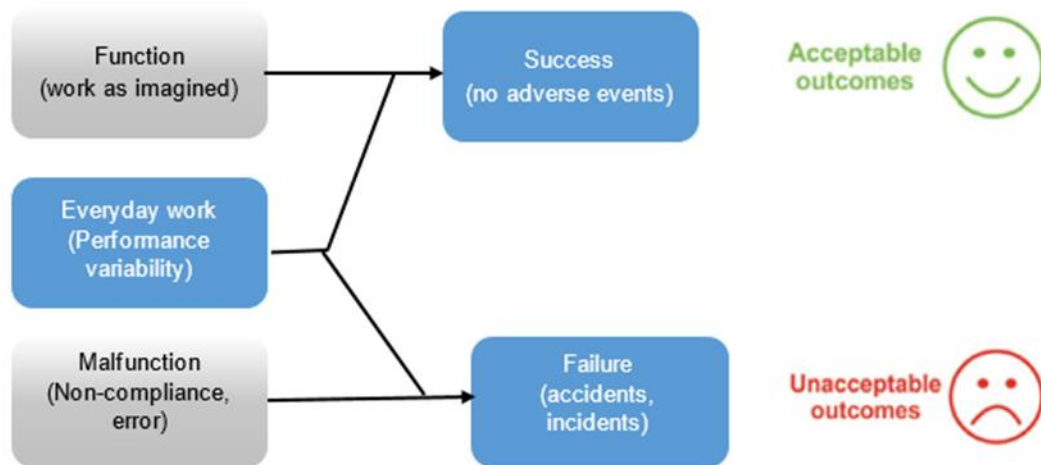 Function
(work as imagined)
Success
(no adverse events)
Acceptable
outcomes
Everyday work
(Performance
variability)
Malfunction
(Non-compliance,
error)
Failure
(accidents,
incidents)
Unacceptable
outcomes